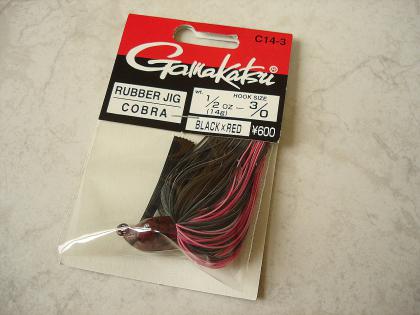 C14-3
Gamakatsu®
RUBBER JIG
COBRA
wt. 1/2 oz (14g) – HOOK SIZE 3/0
BLACK×RED ¥600